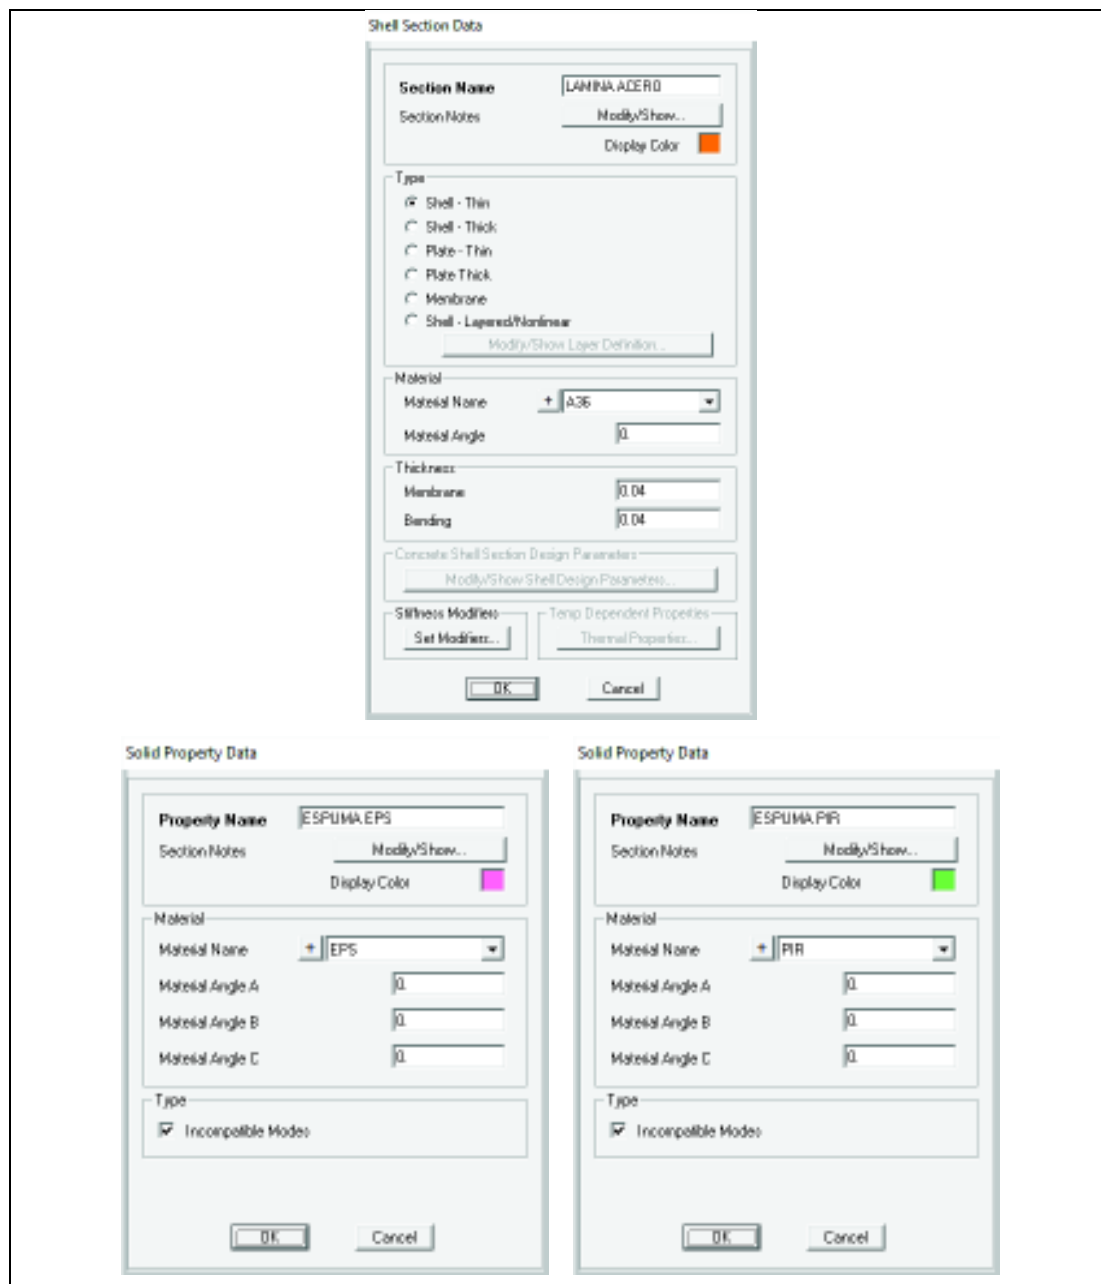 Shell Section Data
Section Name LAMINA ACERO
Section Notes Modify/Show...
Display Color
Type
Shell - Thin
Shell - Thick
Plate - Thin
Plate Thick
Membrane
Shell - Layered/Nonlinear
Modify/Show Layer Definition...
Material
Material Name + A36
Material Angle 0.
Thickness
Membrane 0.04
Bending 0.04
Concrete Shell Section Design Parameters
Modify/Show Shell Design Parameters...
Stiffness Modifiers Temp Dependent Properties
Set Modifiers... Thermal Properties...
OK Cancel
Solid Property Data
Property Name ESPUMA EPS
Section Notes Modify/Show...
Display Color
Material
Material Name + EPS
Material Angle A 0.
Material Angle B 0.
Material Angle C 0.
Type
Incompatible Modes
OK Cancel
Solid Property Data
Property Name ESPUMA PIR
Section Notes Modify/Show...
Display Color
Material
Material Name + PIR
Material Angle A 0.
Material Angle B 0.
Material Angle C 0.
Type
Incompatible Modes
OK Cancel